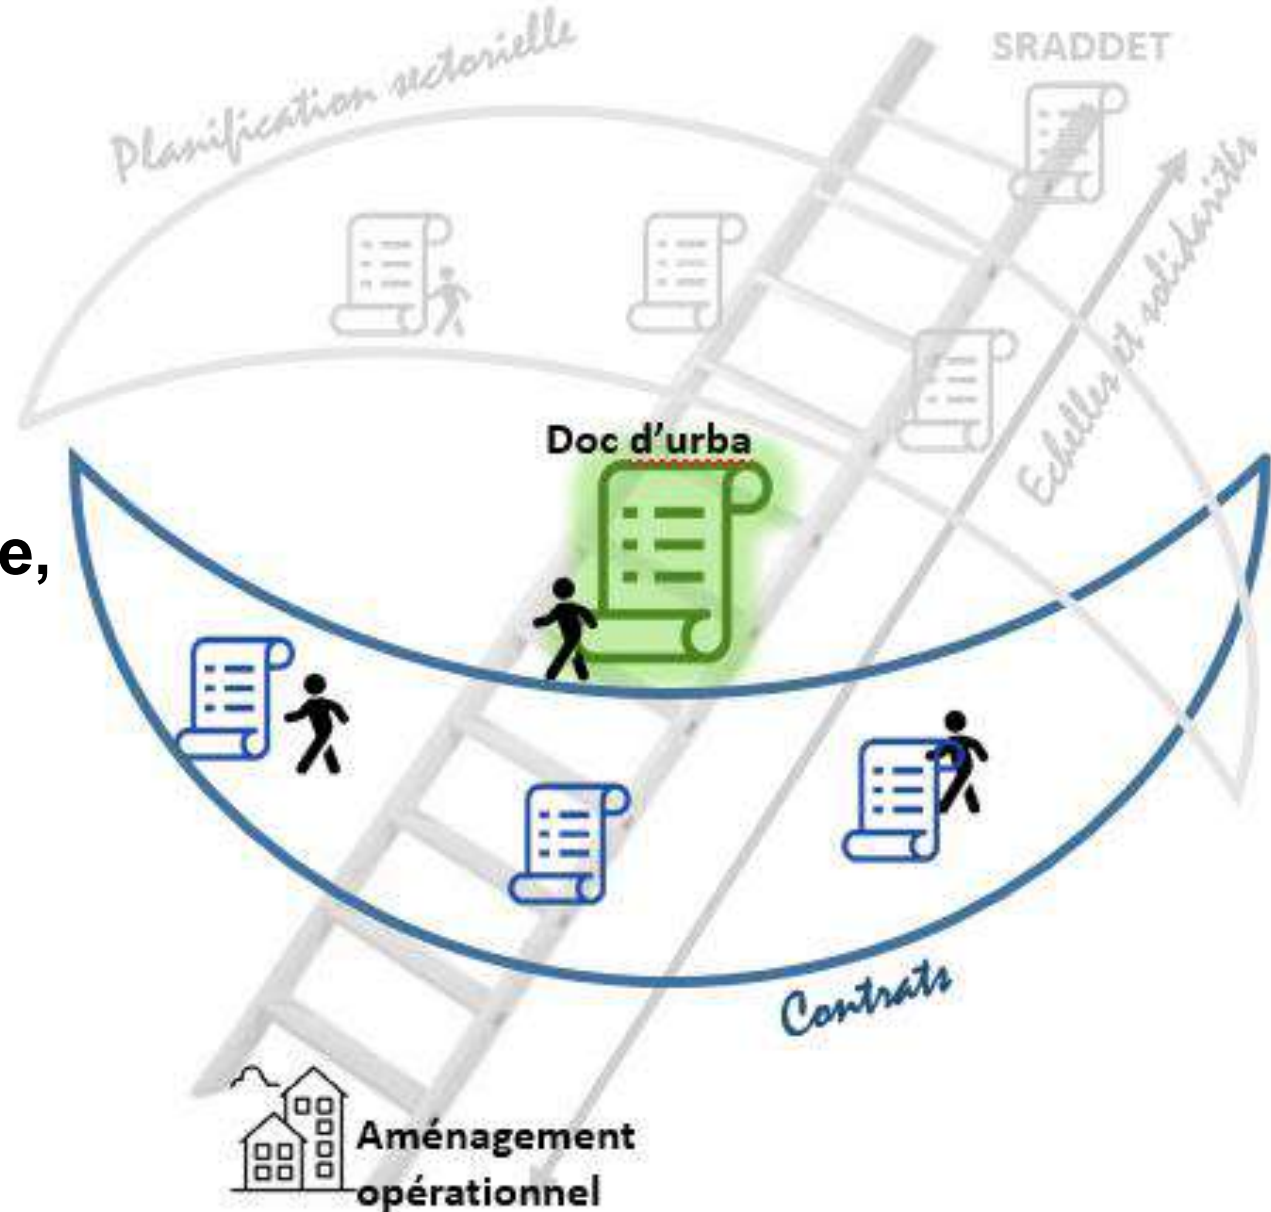 Planification sectorielle
SRADDET
Echelles et solidarités
Doc d’urba
e,
Contrats
Aménagement
opérationnel